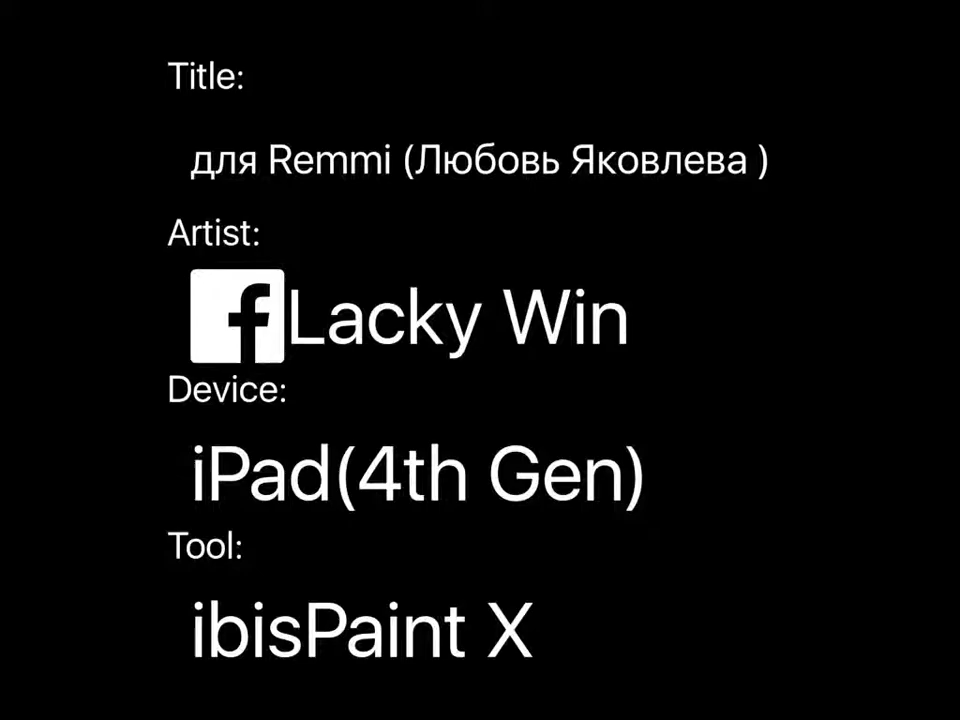 Title:
для Remmi (Любовь Яковлева )
Artist:
Lacky Win
Device:
iPad(4th Gen)
Tool:
ibisPaint X